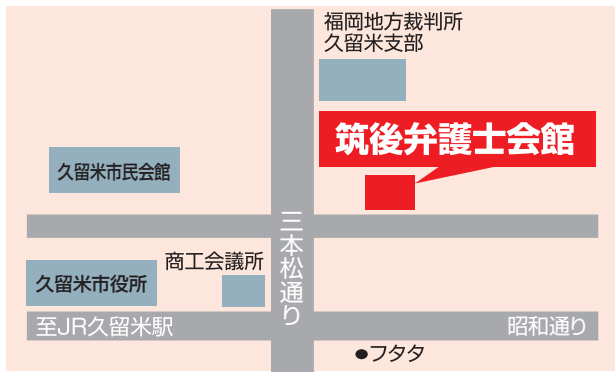 福岡地方裁判所
久留米支部
筑後弁護士会館
久留米市民会館
三本松通り
商工会議所
久留米市役所
至JR久留米駅
昭和通り
●フタタ